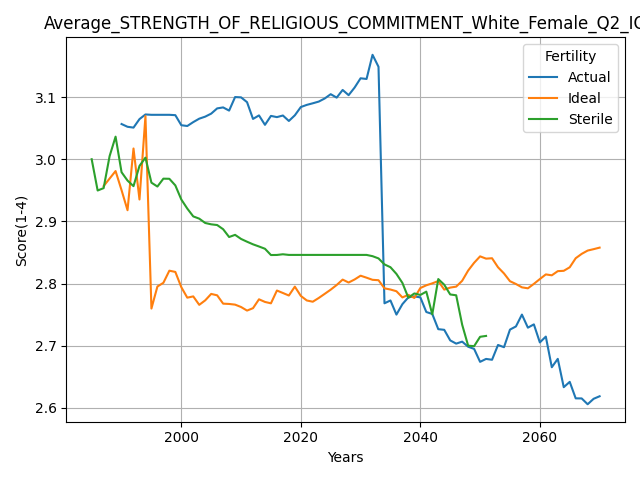 Average_STRENGTH_OF_RELIGIOUS_COMMITMENT_White_Female_Q2_IC
Fertility
Actual
Ideal
Sterile
Score(1-4)
3.1
3.0
2.9
2.8
2.7
2.6
2000
2020
2040
2060
Years